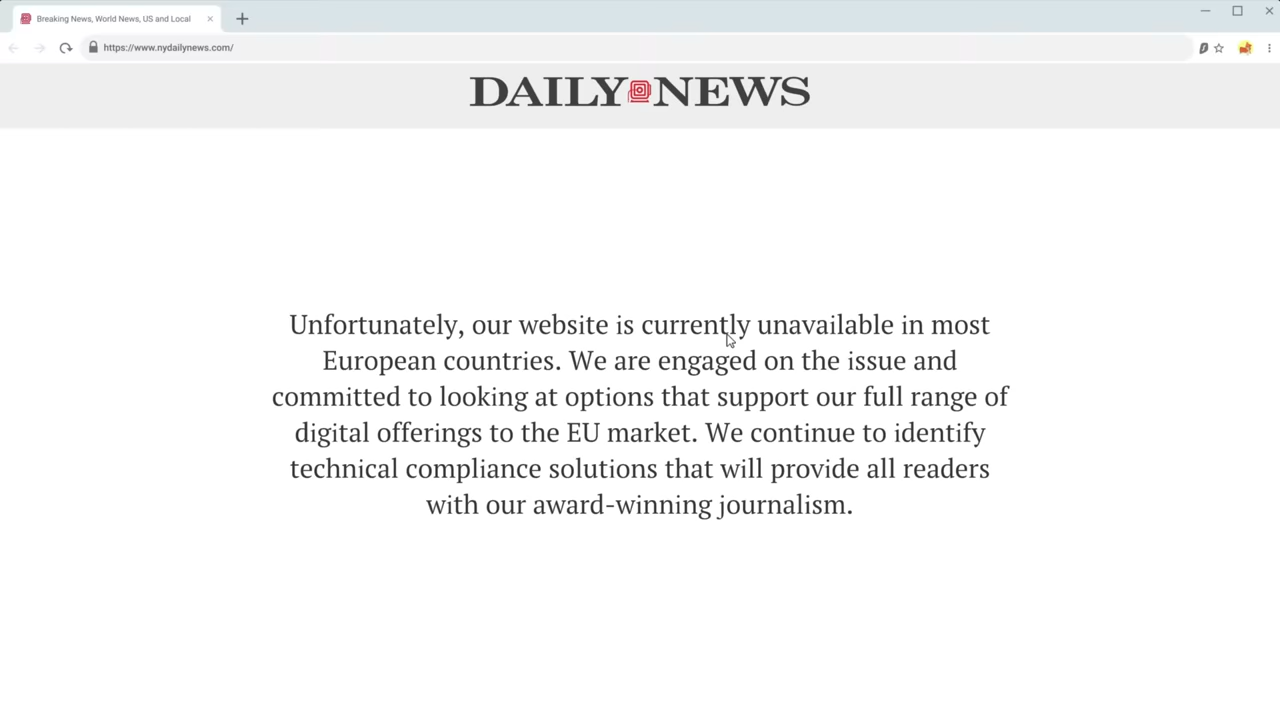 Breaking News, World News, US and Local
https://www.nydailynews.com/
DAILY NEWS
Unfortunately, our website is currently unavailable in most
European countries. We are engaged on the issue and
committed to looking at options that support our full range of
digital offerings to the EU market. We continue to identify
technical compliance solutions that will provide all readers
with our award-winning journalism.